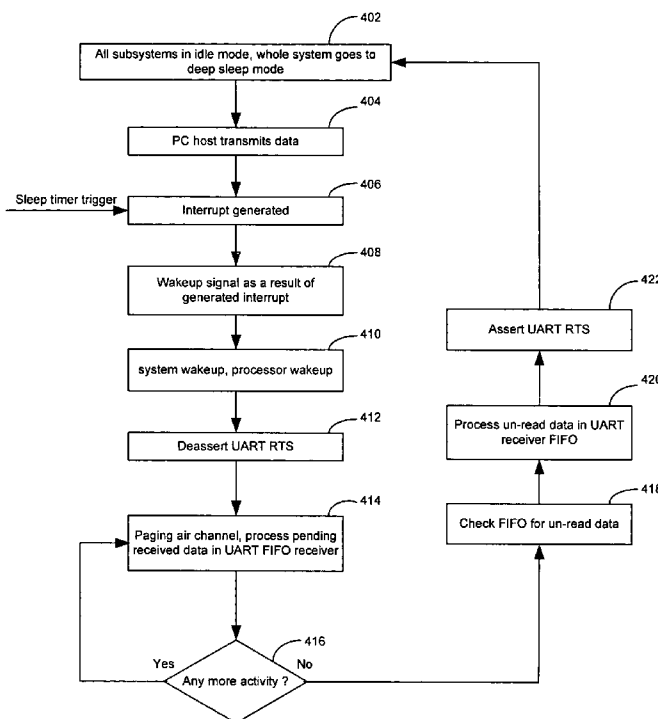 402
All subsystems in idle mode, whole system goes to
deep sleep mode
404
PC host transmits data
406
Sleep timer trigger
Interrupt generated
408
Wakeup signal as a result of
generated interrupt
410
system wakeup, processor wakeup
412
Deassert UART RTS
414
Paging air channel, process pending
received data in UART FIFO receiver
416
Yes
No
Any more activity ?
418
Check FIFO for un-read data
420
Process un-read data in UART
receiver FIFO
422
Assert UART RTS